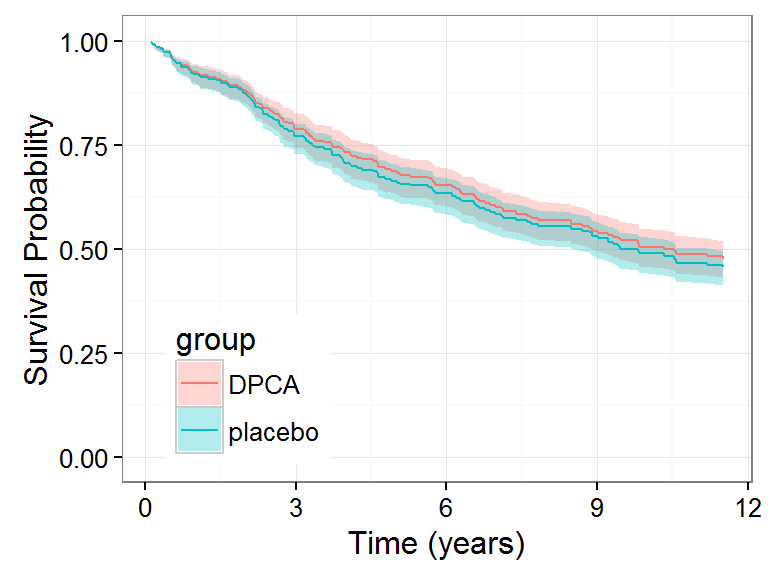 Survival Probability
1.00
0.75
0.50
0.25
0.00
group
DPCA
placebo
0 3 6 9 12
Time (years)